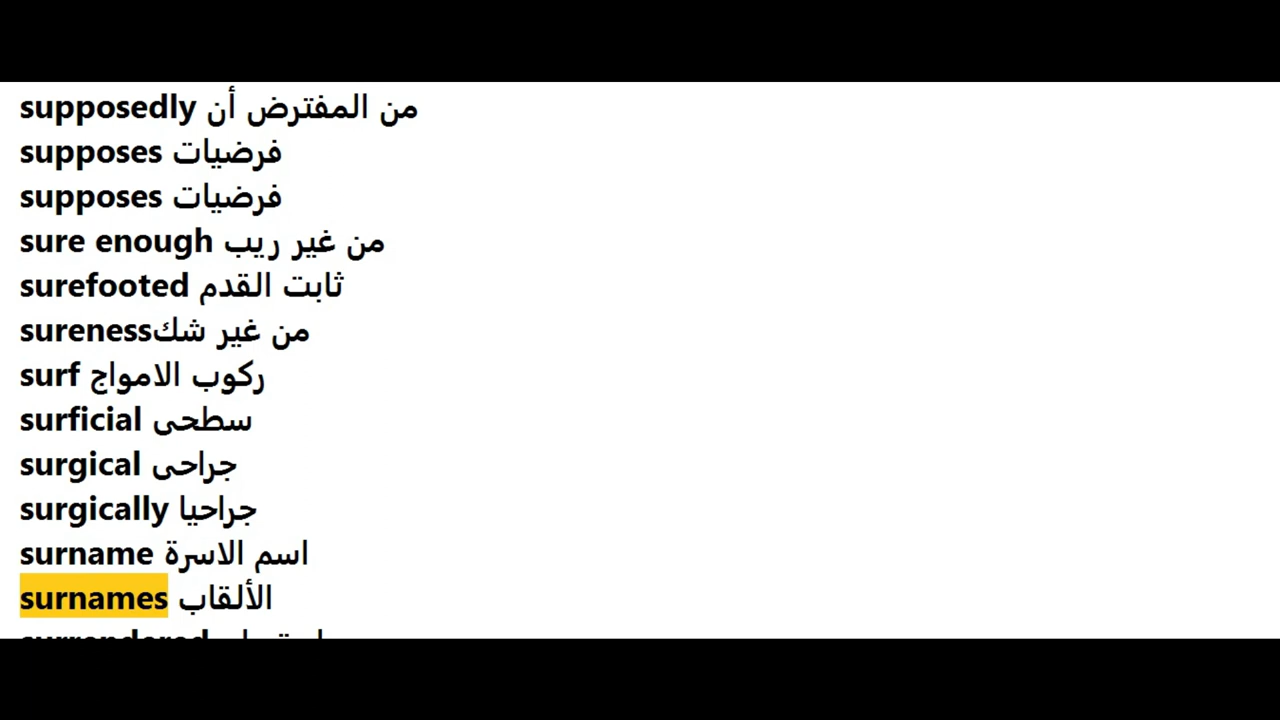 supposedly من المفترض أن
supposes فرضيات
supposes فرضيات
sure enough من غير ريب
surefooted ثابت القدم
surenessمن غير شك
surf ركوب الامواج
surficial سطحى
surgical جراحى
surgically جراحيا
surname اسم الاسرة
surnames الألقاب
surrendered